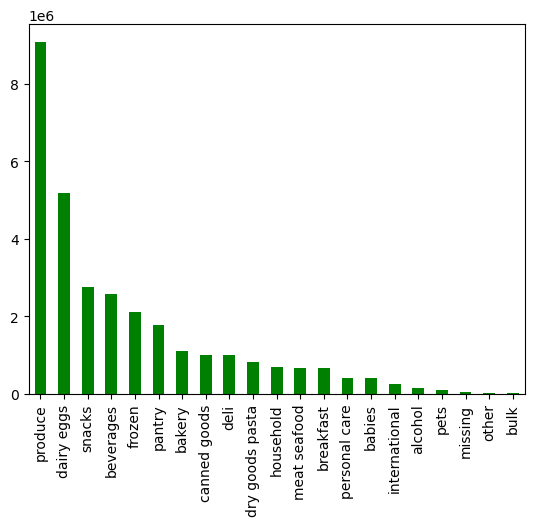 1e6
8
6
4
2
0
produce
dairy eggs
snacks
beverages
frozen
pantry
bakery
canned goods
deli
dry goods pasta
household
meat seafood
breakfast
personal care
babies
international
alcohol
pets
missing
other
bulk